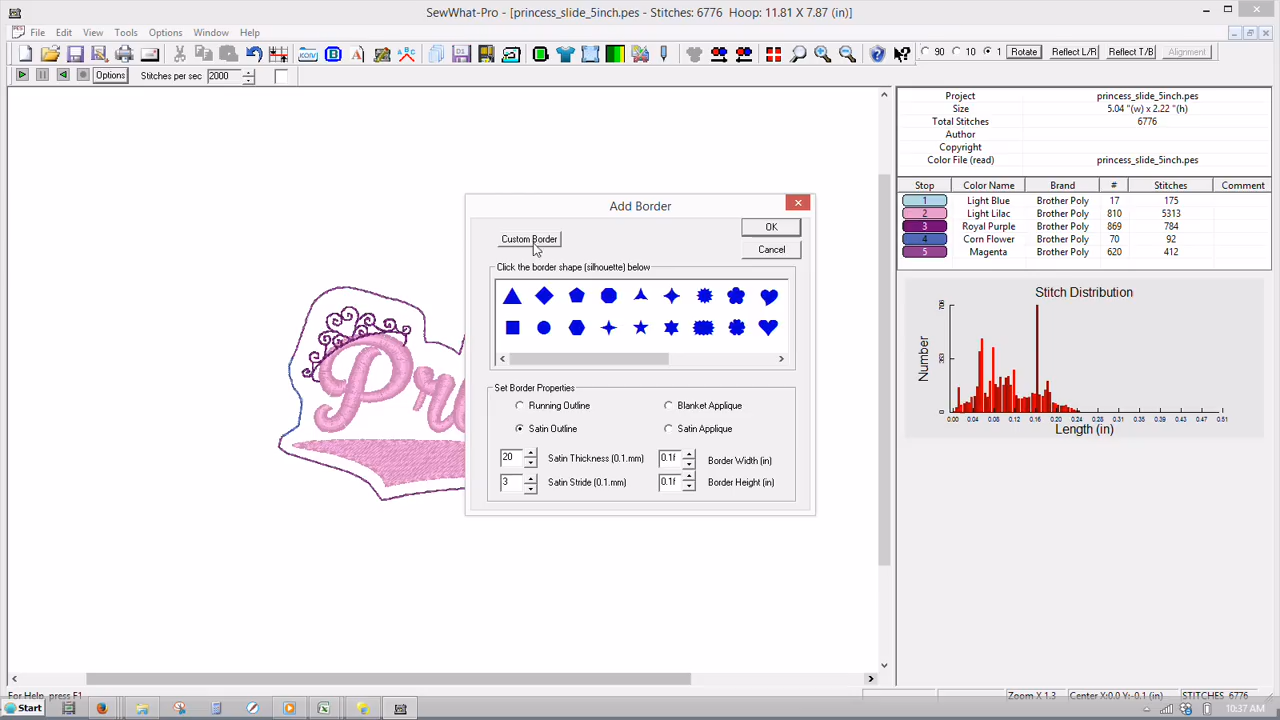 SewWhat-Pro - [princess_slide_5inch.pes - Stitches: 6776 Hoop: 11.81 X 7.87 (in)]
File Edit View Tools Options Window Help
90 Rotate Reflect L/R Reflect T/B Alignment
Options Stitches per sec 2000
Project princess_slide_5inch.pes
Size 5.04 "(w) x 2.22 "(h)
Total Stitches 6776
Author
Copyright
Color File (read) princess_slide_5inch.pes
Stop Color Name Brand # Stitches Comment
1 Light Blue Brother Poly 17 175
2 Light Lilac Brother Poly 810 5313
3 Royal Purple Brother Poly 869 784
4 Corn Flower Brother Poly 70 92
5 Magenta Brother Poly 620 412
Stitch Distribution
Number
706
353
0
0.00 0.04 0.08 0.12 0.16 0.20 0.24 0.28 0.31 0.35 0.39 0.43 0.47 0.51
Length (in)
Add Border
Custom Border
OK
Cancel
Click the border shape (silhouette) below
Set Border Properties
Running Outline Blanket Applique
Satin Outline Satin Applique
20 Satin Thickness (0.1.mm) Border Width (in)
3 Satin Stride (0.1.mm) Border Height (in)
Pr
For Help, press F1
Zoom X 1.3 Center X:0.0 Y:-0.1 (in) STITCHES 6776
Start
10:37 AM